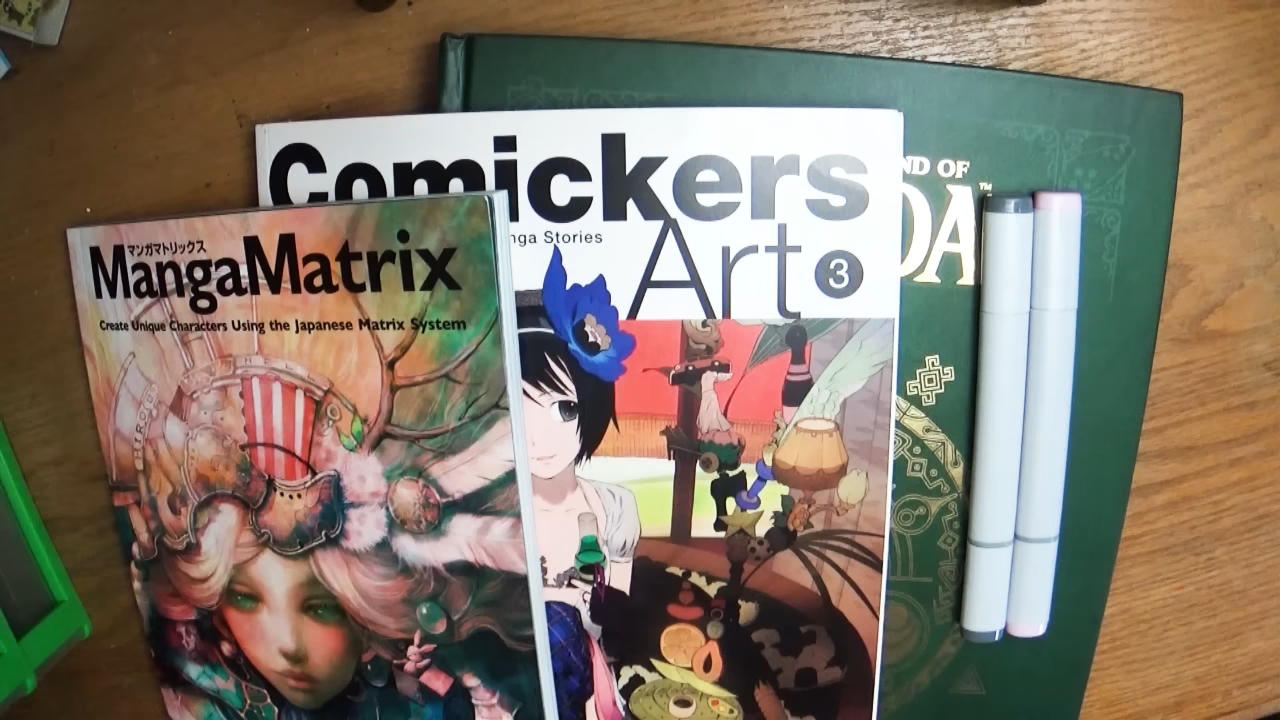 マンガマトリックス
MangaMatrix
Create Unique Characters Using the Japanese Matrix System
Comickers
nga Stories
Art 3
ND OF
DA™